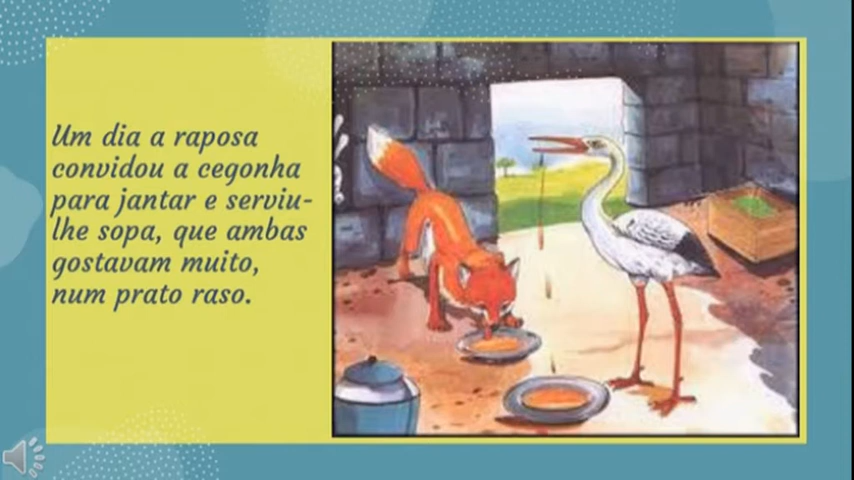 Um dia a raposa
convidou a cegonha
para jantar e serviu-
lhe sopa, que ambas
gostavam muito,
num prato raso.